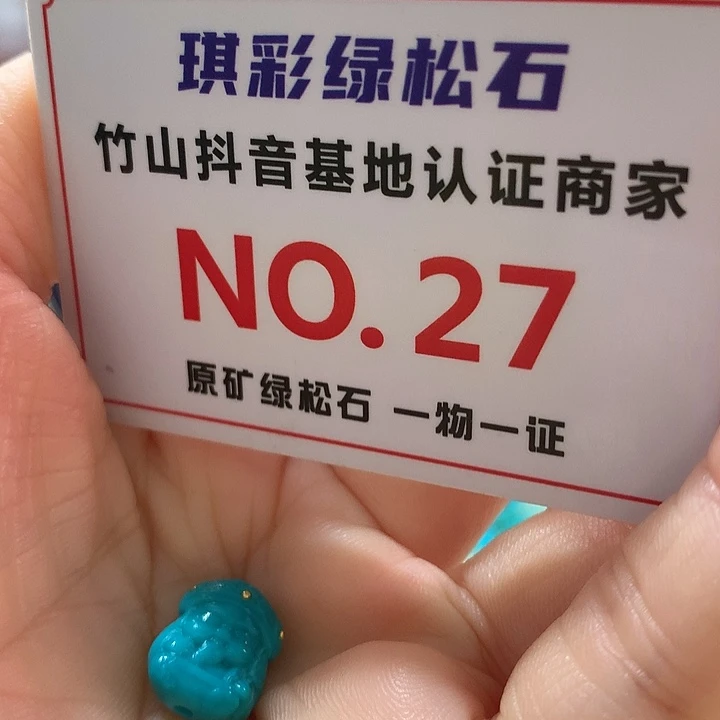 琪彩绿松石
竹山抖音基地认证商家
NO.27
原矿绿松石 一物一证